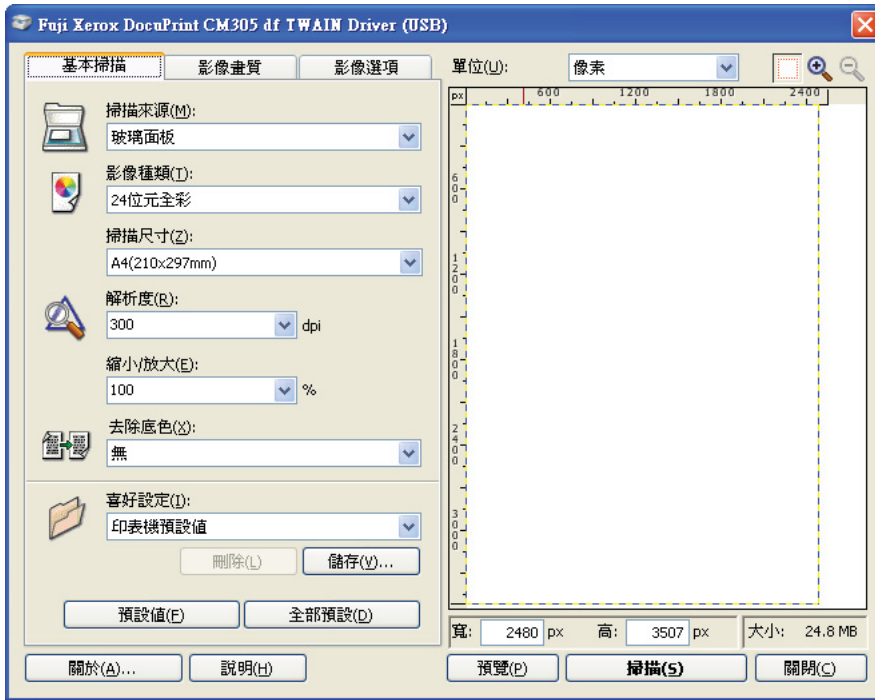 Fuji Xerox DocuPrint CM305 df TWAIN Driver (USB)
基本掃描 影像畫質 影像選項
掃描來源(M):
玻璃面板
影像種類(T):
24位元全彩
掃描尺寸(Z):
A4(210x297mm)
解析度(R):
300 dpi
縮小/放大(E):
100 %
去除底色(X):
無
喜好設定(I):
印表機預設值
刪除(L) 儲存(V)...
預設值(F) 全部預設(D)
關於(A)... 說明(H)
單位(U): 像素
px 600 1200 1800 2400
600
1200
1800
2400
3000
寬: 2480 px 高: 3507 px 大小: 24.8 MB
預覽(P) 掃描(S) 關閉(C)